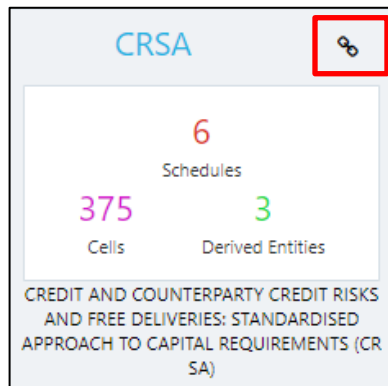 CRSA
6
Schedules
375
Cells
3
Derived Entities
CREDIT AND COUNTERPARTY CREDIT RISKS
AND FREE DELIVERIES: STANDARDISED
APPROACH TO CAPITAL REQUIREMENTS (CR
SA)